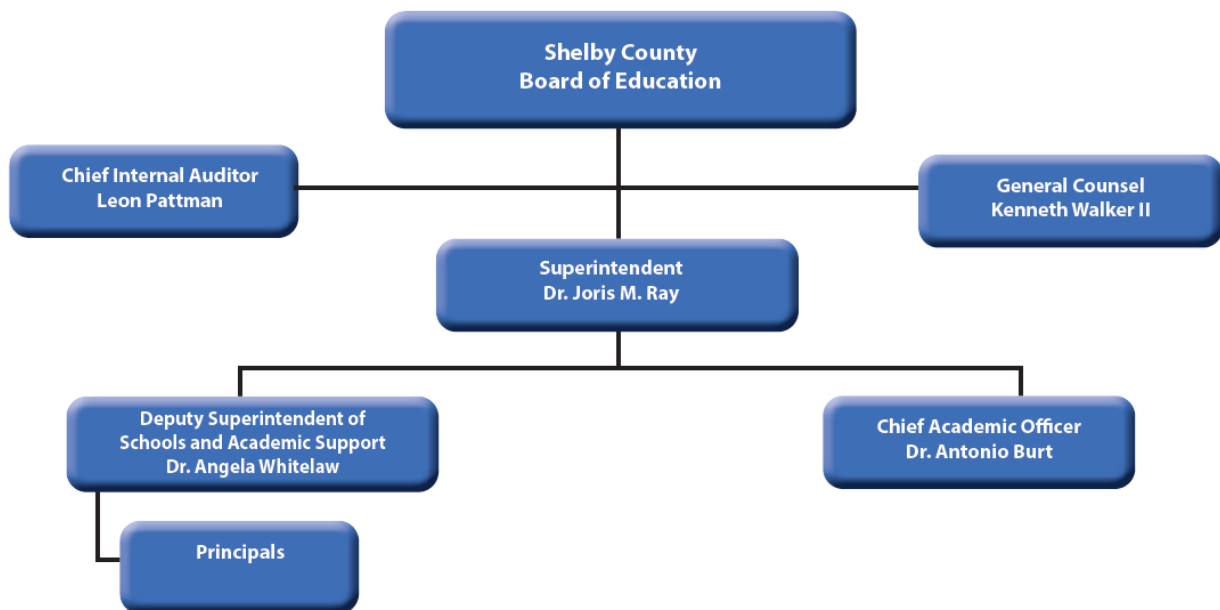 Shelby County
Board of Education
Chief Internal Auditor
Leon Pattman
General Counsel
Kenneth Walker II
Superintendent
Dr. Joris M. Ray
Deputy Superintendent of
Schools and Academic Support
Dr. Angela Whitelaw
Chief Academic Officer
Dr. Antonio Burt
Principals